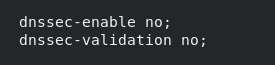 dnssec-enable no;
dnssec-validation no;